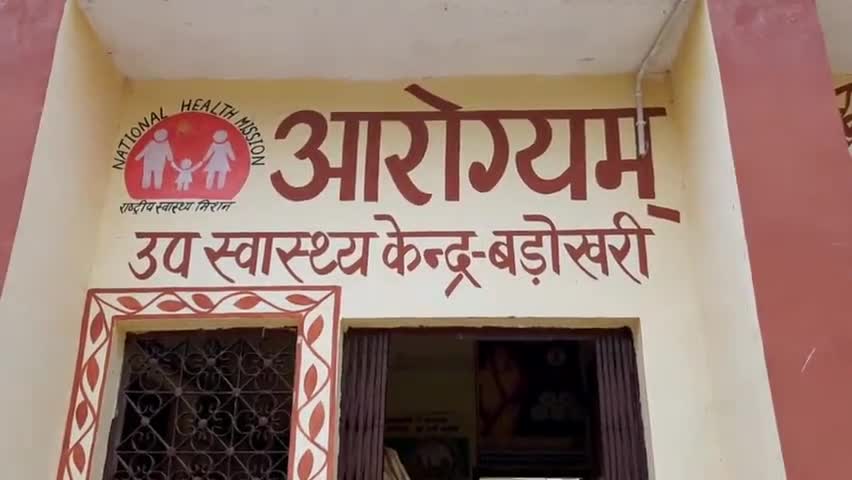 NATIONAL HEALTH MISSION
राष्ट्रीय स्वास्थ्य मिशन
आरोग्यम्
उप स्वास्थ्य केन्द्र-बड़ोखरी